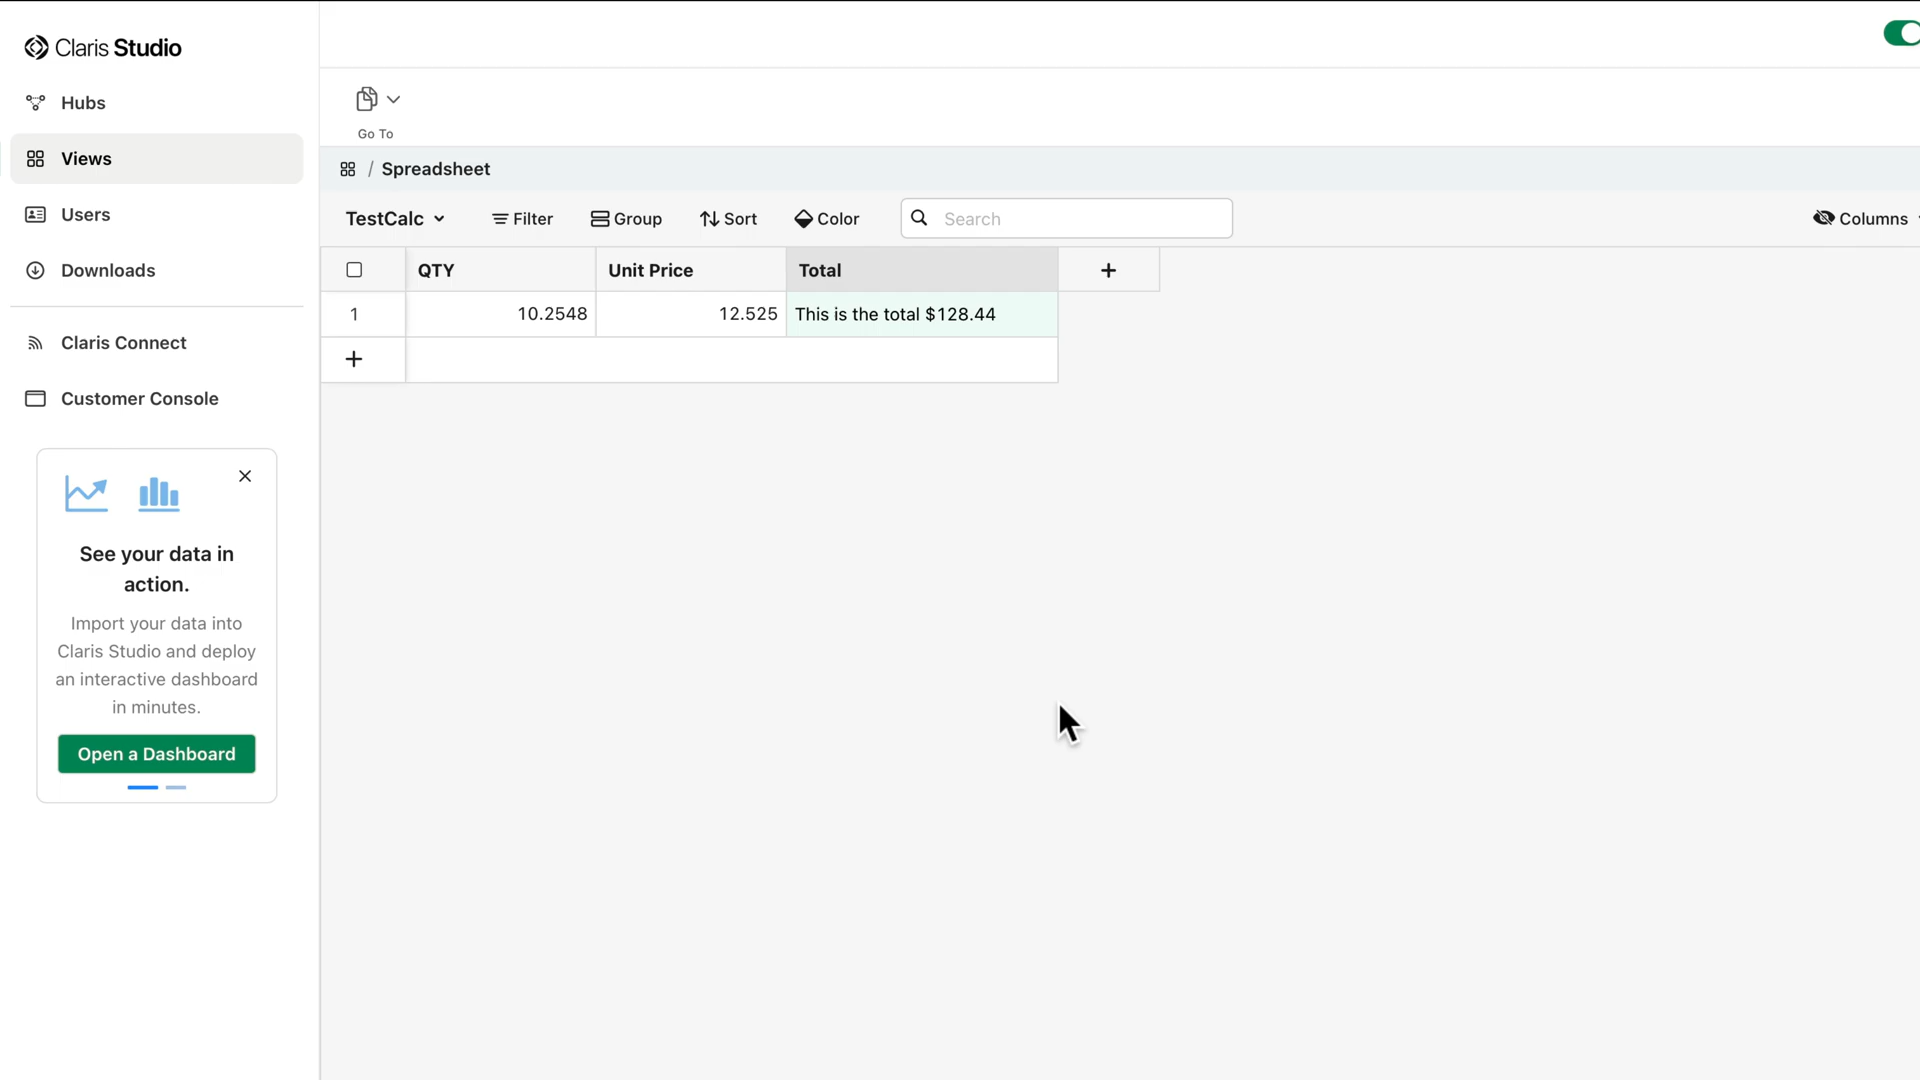 Claris Studio
Hubs
Views
Users
Downloads
Claris Connect
Customer Console
See your data in
action.
Import your data into
Claris Studio and deploy
an interactive dashboard
in minutes.
Open a Dashboard
Go To
/ Spreadsheet
TestCalc Filter Group Sort Color Search Columns
QTY Unit Price Total +
1 10.2548 12.525 This is the total $128.44
+